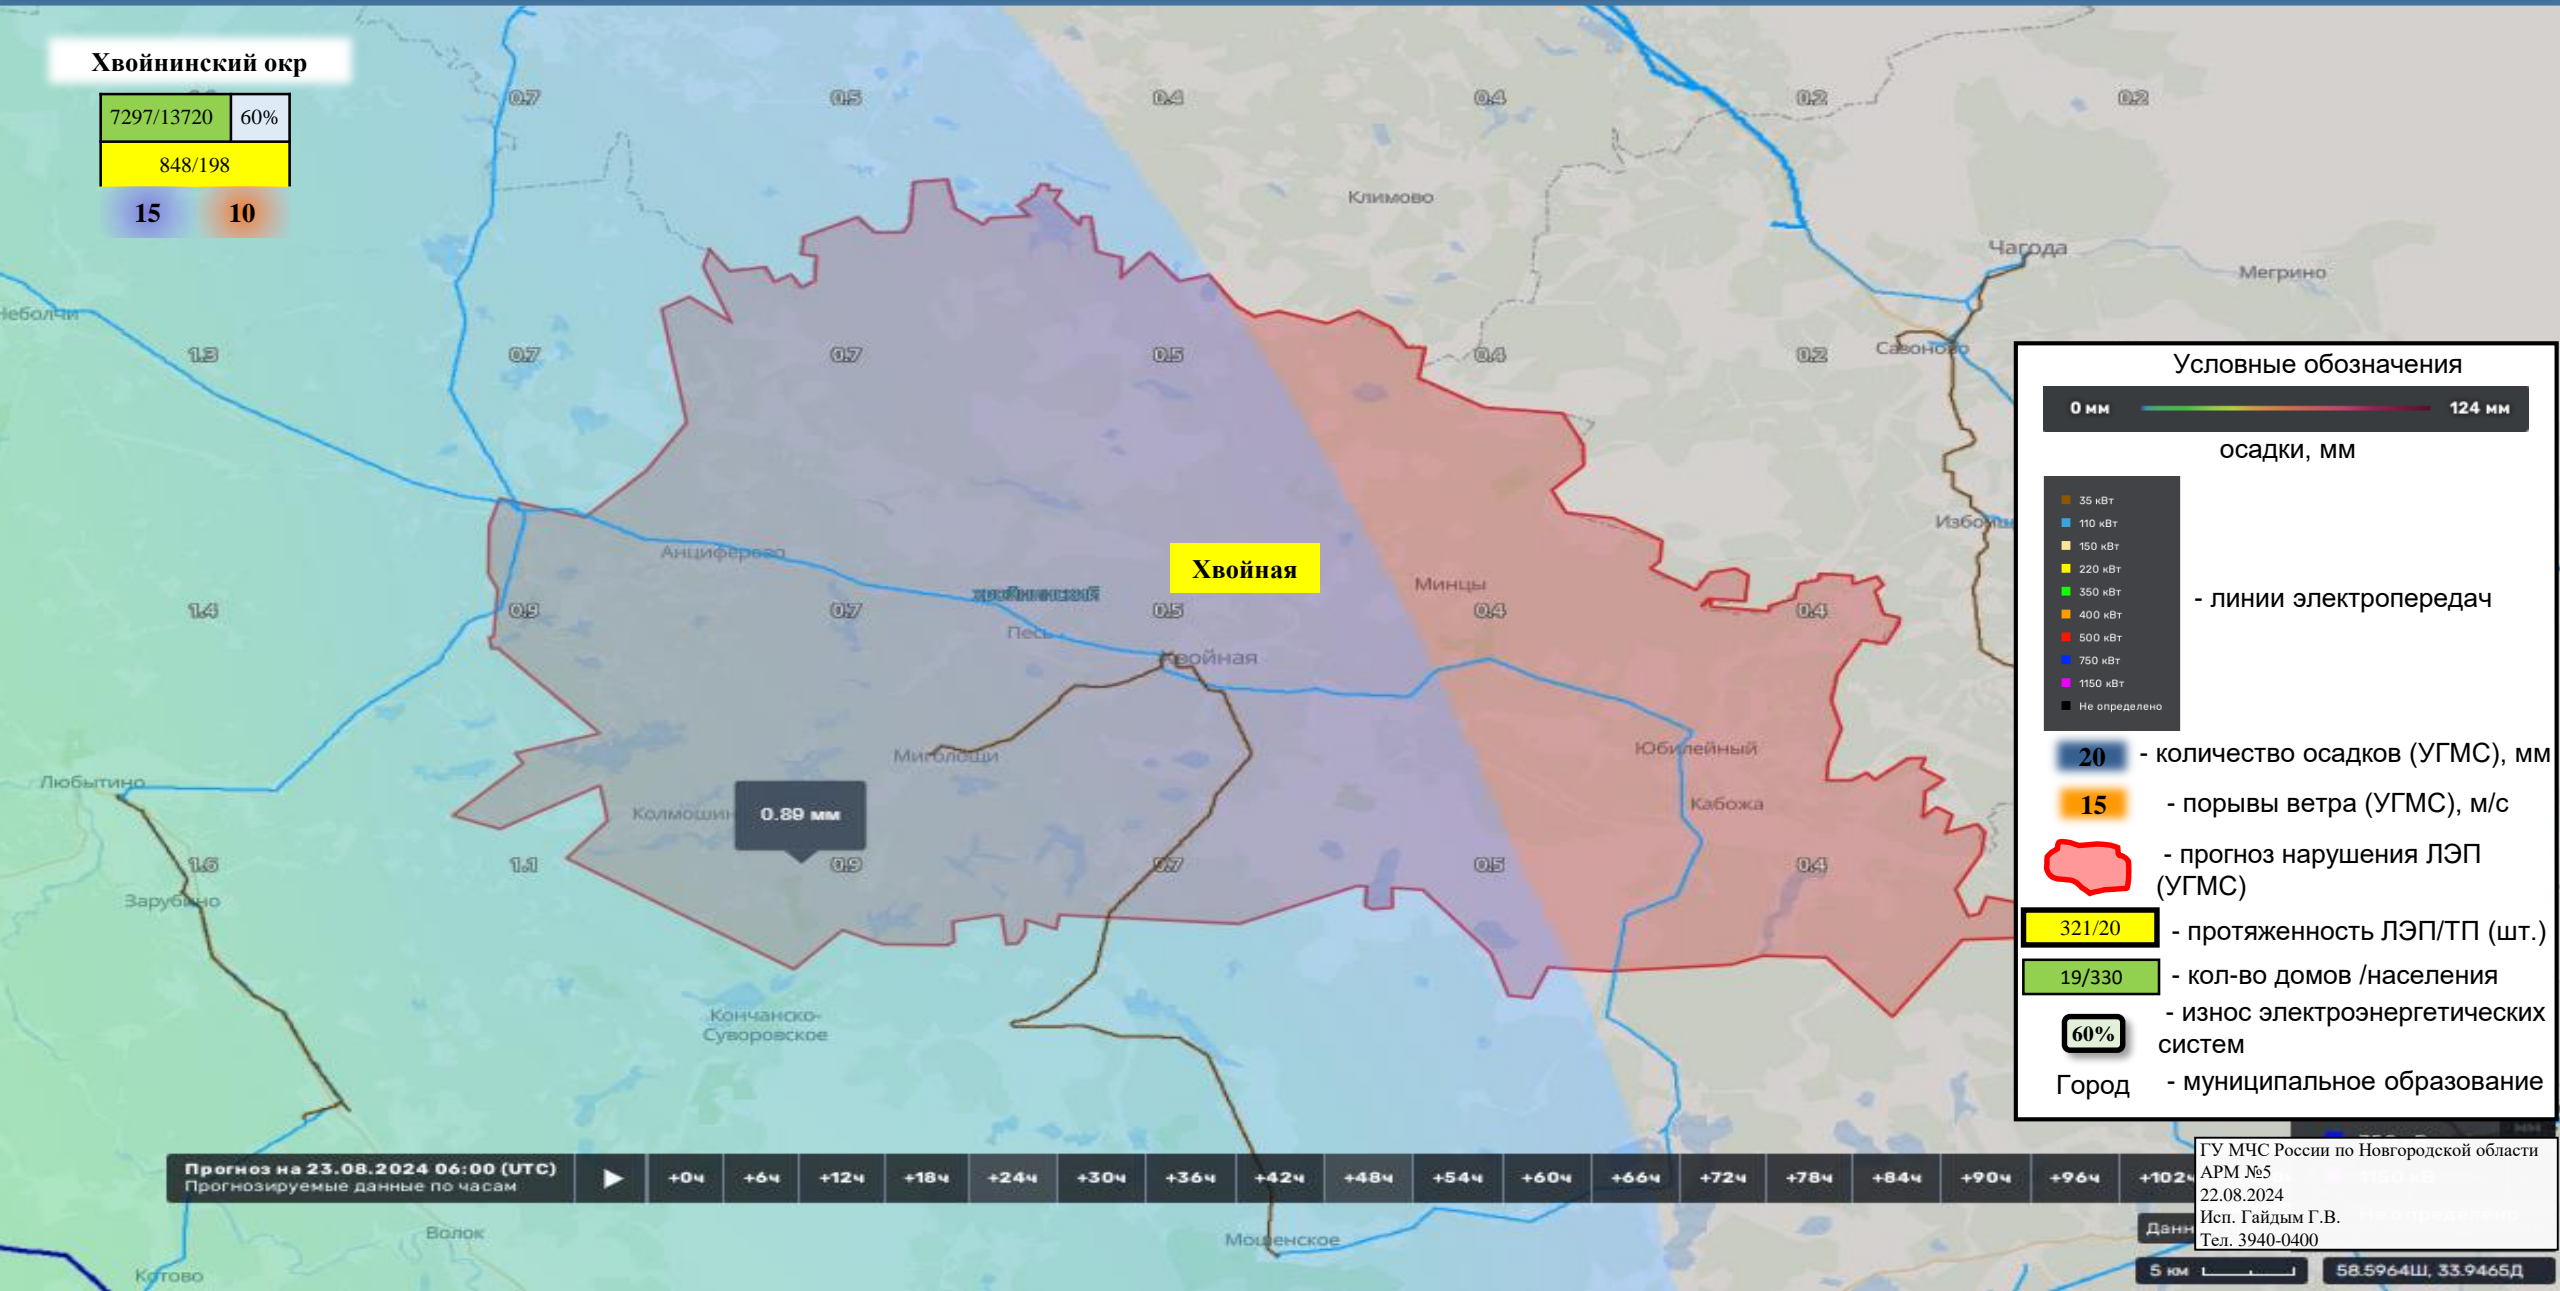 Хвойнинский окр
7297/13720 60%
848/198
15 10
0.7 0.5 0.4 0.4 0.2 0.2
Климово
Чагода
Мегрино
Неболчи
1.3 0.7 0.7 0.5 0.4 0.2
Сазоново
Анциферово
Хвойная
хвойнинский
Минцы
1.4 0.9 0.7 0.5 0.4 0.4
Песь
Хвойная
Миголощи
Юбилейный
Любытино
Кабожа
0.89 мм
1.6 1.1 0.9 0.7 0.5 0.4
Зарубино
Кончанско-
Суворовское
Волок
Мошенское
Котово
Условные обозначения
0 мм 124 мм
осадки, мм
35 кВт
110 кВт
150 кВт
220 кВт
350 кВт
400 кВт
500 кВт
750 кВт
1150 кВт
Не определено
- линии электропередач
20 - количество осадков (УГМС), мм
15 - порывы ветра (УГМС), м/с
- прогноз нарушения ЛЭП
(УГМС)
321/20 - протяженность ЛЭП/ТП (шт.)
19/330 - кол-во домов /населения
- износ электроэнергетических
60% систем
Город - муниципальное образование
Прогноз на 23.08.2024 06:00 (UTC)
Прогнозируемые данные по часам
+0ч +6ч +12ч +18ч +24ч +30ч +36ч +42ч +48ч +54ч +60ч +66ч +72ч +78ч +84ч +90ч +96ч +102ч
ГУ МЧС России по Новгородской области
АРМ №5
22.08.2024
Исп. Гайдым Г.В.
Тел. 3940-0400
Данн
5 км
58.5964Ш, 33.9465Д